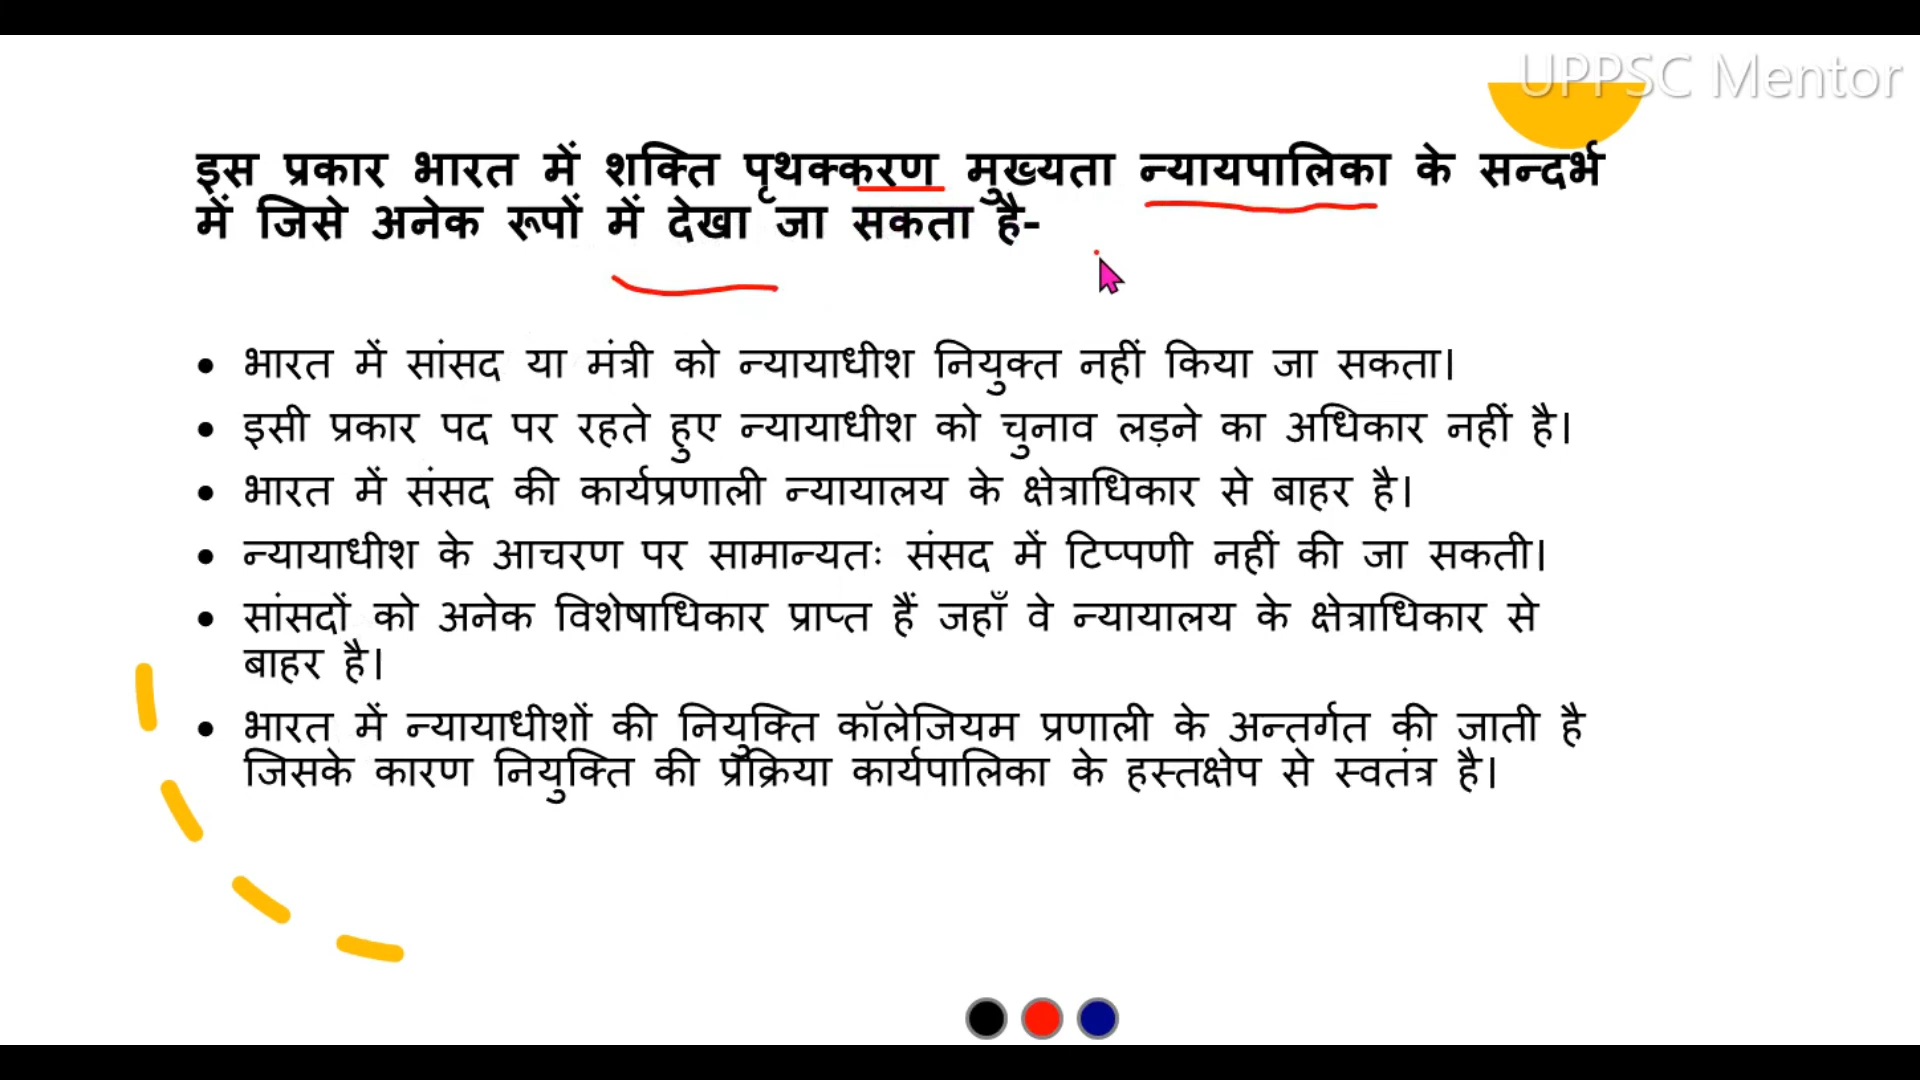 UPPSC Mentor
इस प्रकार भारत में शक्ति पृथक्करण मुख्यता न्यायपालिका के सन्दर्भ
में जिसे अनेक रूपों में देखा जा सकता है-
• भारत में सांसद या मंत्री को न्यायाधीश नियुक्त नहीं किया जा सकता।
• इसी प्रकार पद पर रहते हुए न्यायाधीश को चुनाव लड़ने का अधिकार नहीं है।
• भारत में संसद की कार्यप्रणाली न्यायालय के क्षेत्राधिकार से बाहर है।
• न्यायाधीश के आचरण पर सामान्यतः संसद में टिप्पणी नहीं की जा सकती।
• सांसदों को अनेक विशेषाधिकार प्राप्त हैं जहाँ वे न्यायालय के क्षेत्राधिकार से
बाहर है।
• भारत में न्यायाधीशों की नियुक्ति कॉलेजियम प्रणाली के अन्तर्गत की जाती है
जिसके कारण नियुक्ति की प्रक्रिया कार्यपालिका के हस्तक्षेप से स्वतंत्र है।